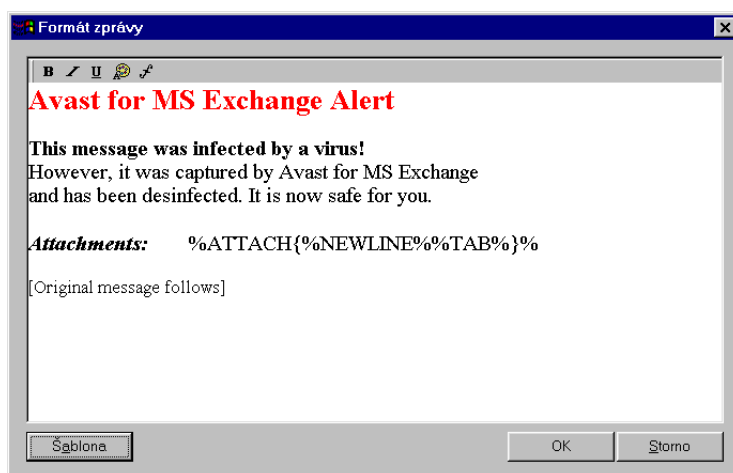 Formát zprávy
B I U
Avast for MS Exchange Alert
This message was infected by a virus!
However, it was captured by Avast for MS Exchange
and has been desinfected. It is now safe for you.
Attachments: %ATTACH{%NEWLINE%%TAB%}%
[Original message follows]
Šablona OK Storno